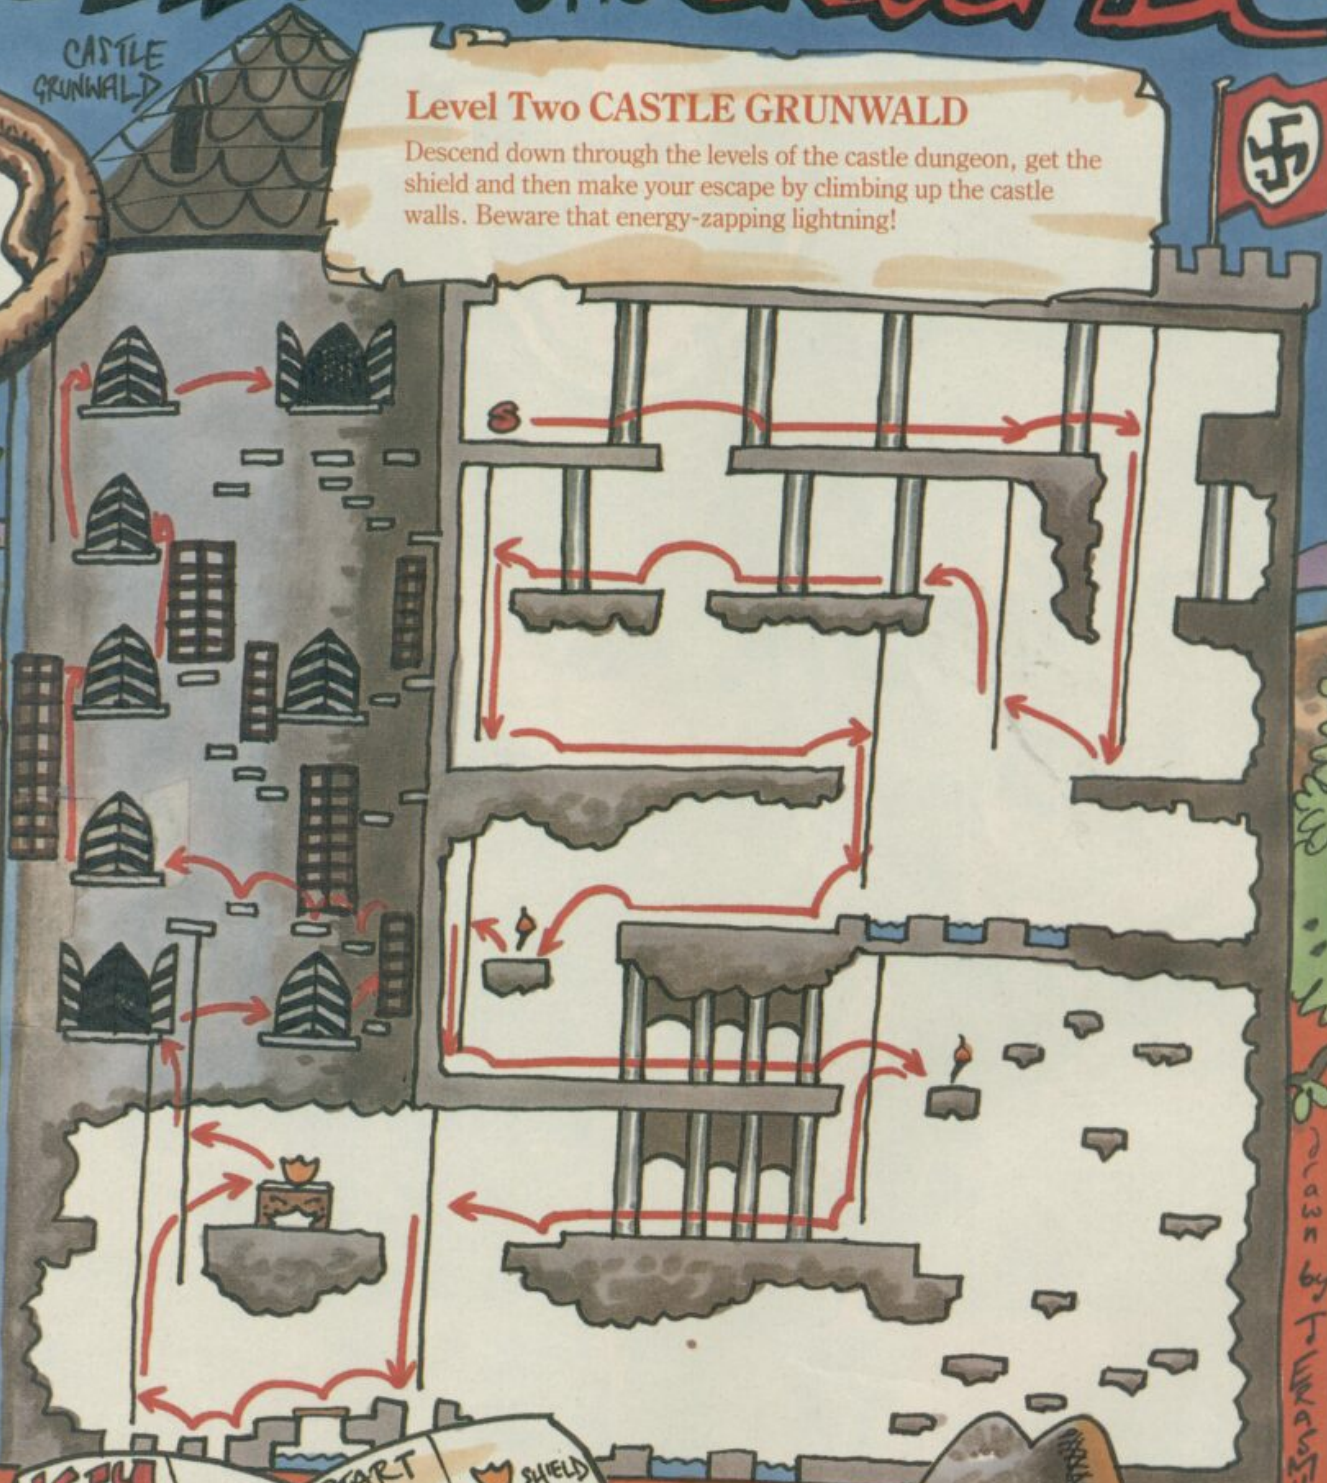 CASTLE
GRUNWALD
Level Two CASTLE GRUNWALD
Descend down through the levels of the castle dungeon, get the
shield and then make your escape by climbing up the castle
walls. Beware that energy-zapping lightning!
S
KEY
START
SHIELD
by